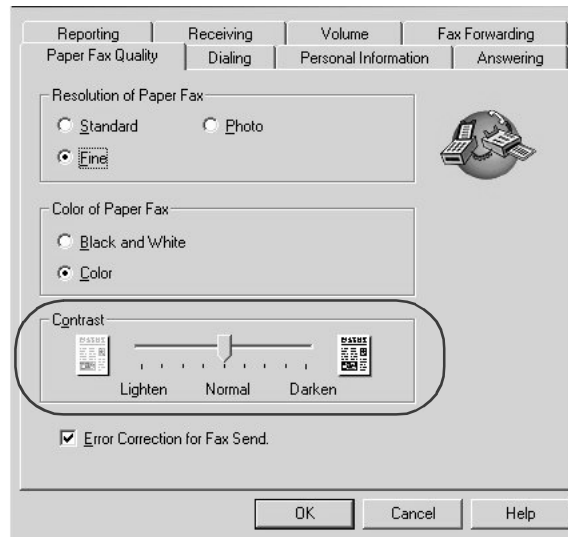 Reporting Receiving Volume Fax Forwarding
Paper Fax Quality Dialing Personal Information Answering
Resolution of Paper Fax
Standard Photo
Fine
Color of Paper Fax
Black and White
Color
Contrast
Lighten Normal Darken
Error Correction for Fax Send.
OK Cancel Help